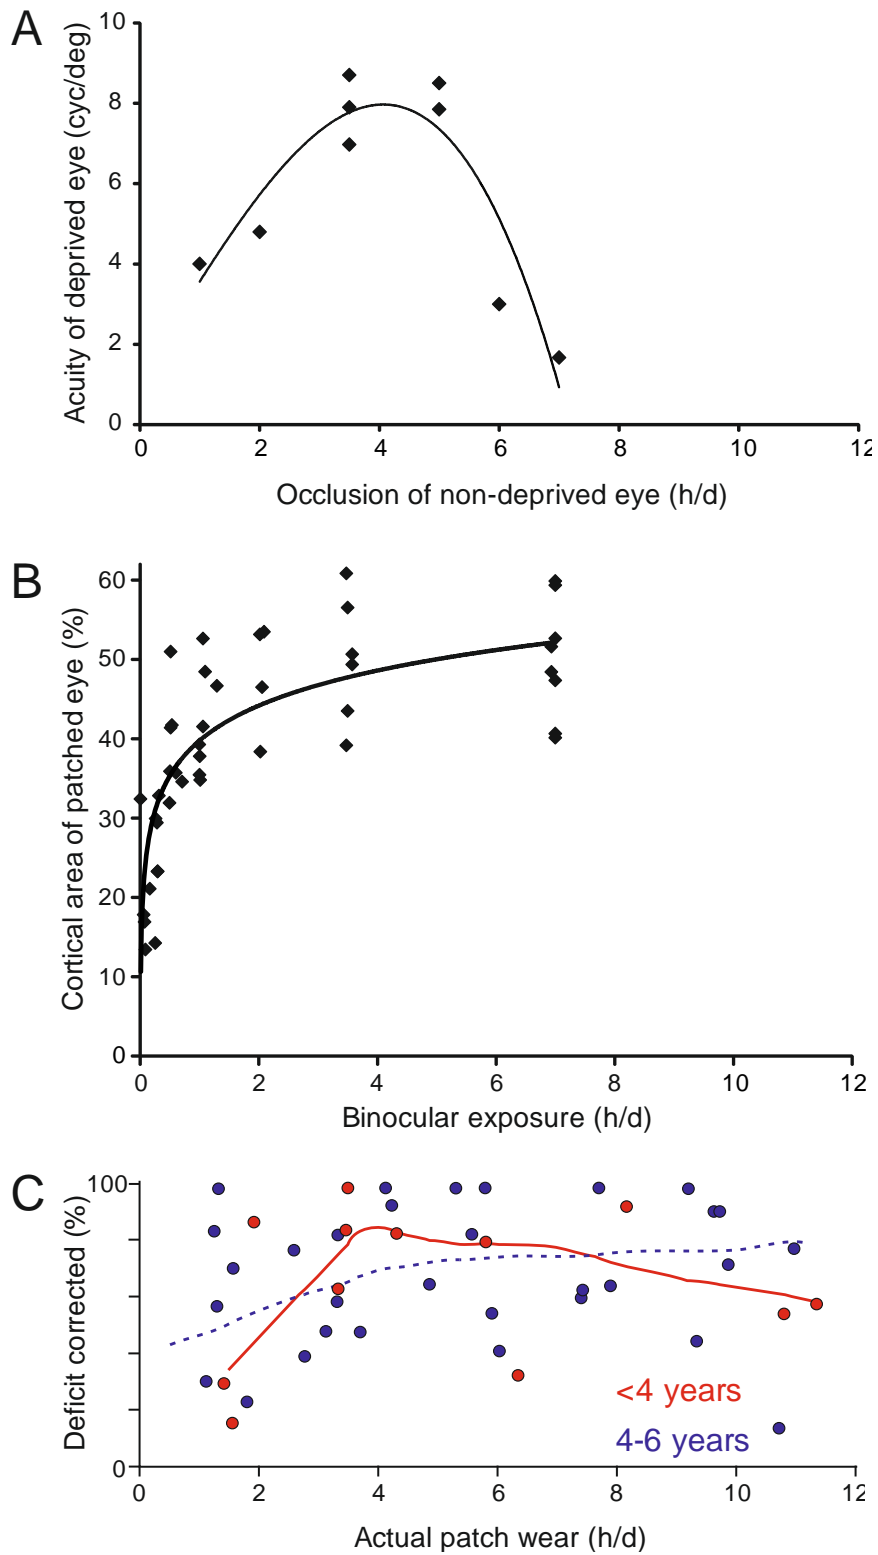 A
10
8
6
4
2
0
Acuity of deprived eye (cyc/deg)
0 2 4 6 8 10 12
Occlusion of non-deprived eye (h/d)
B
60
50
40
30
20
10
0
Cortical area of patched eye (%)
0 2 4 6 8 10 12
Binocular exposure (h/d)
C
100
0
Deficit corrected (%)
<4 years
4-6 years
0 2 4 6 8 10 12
Actual patch wear (h/d)